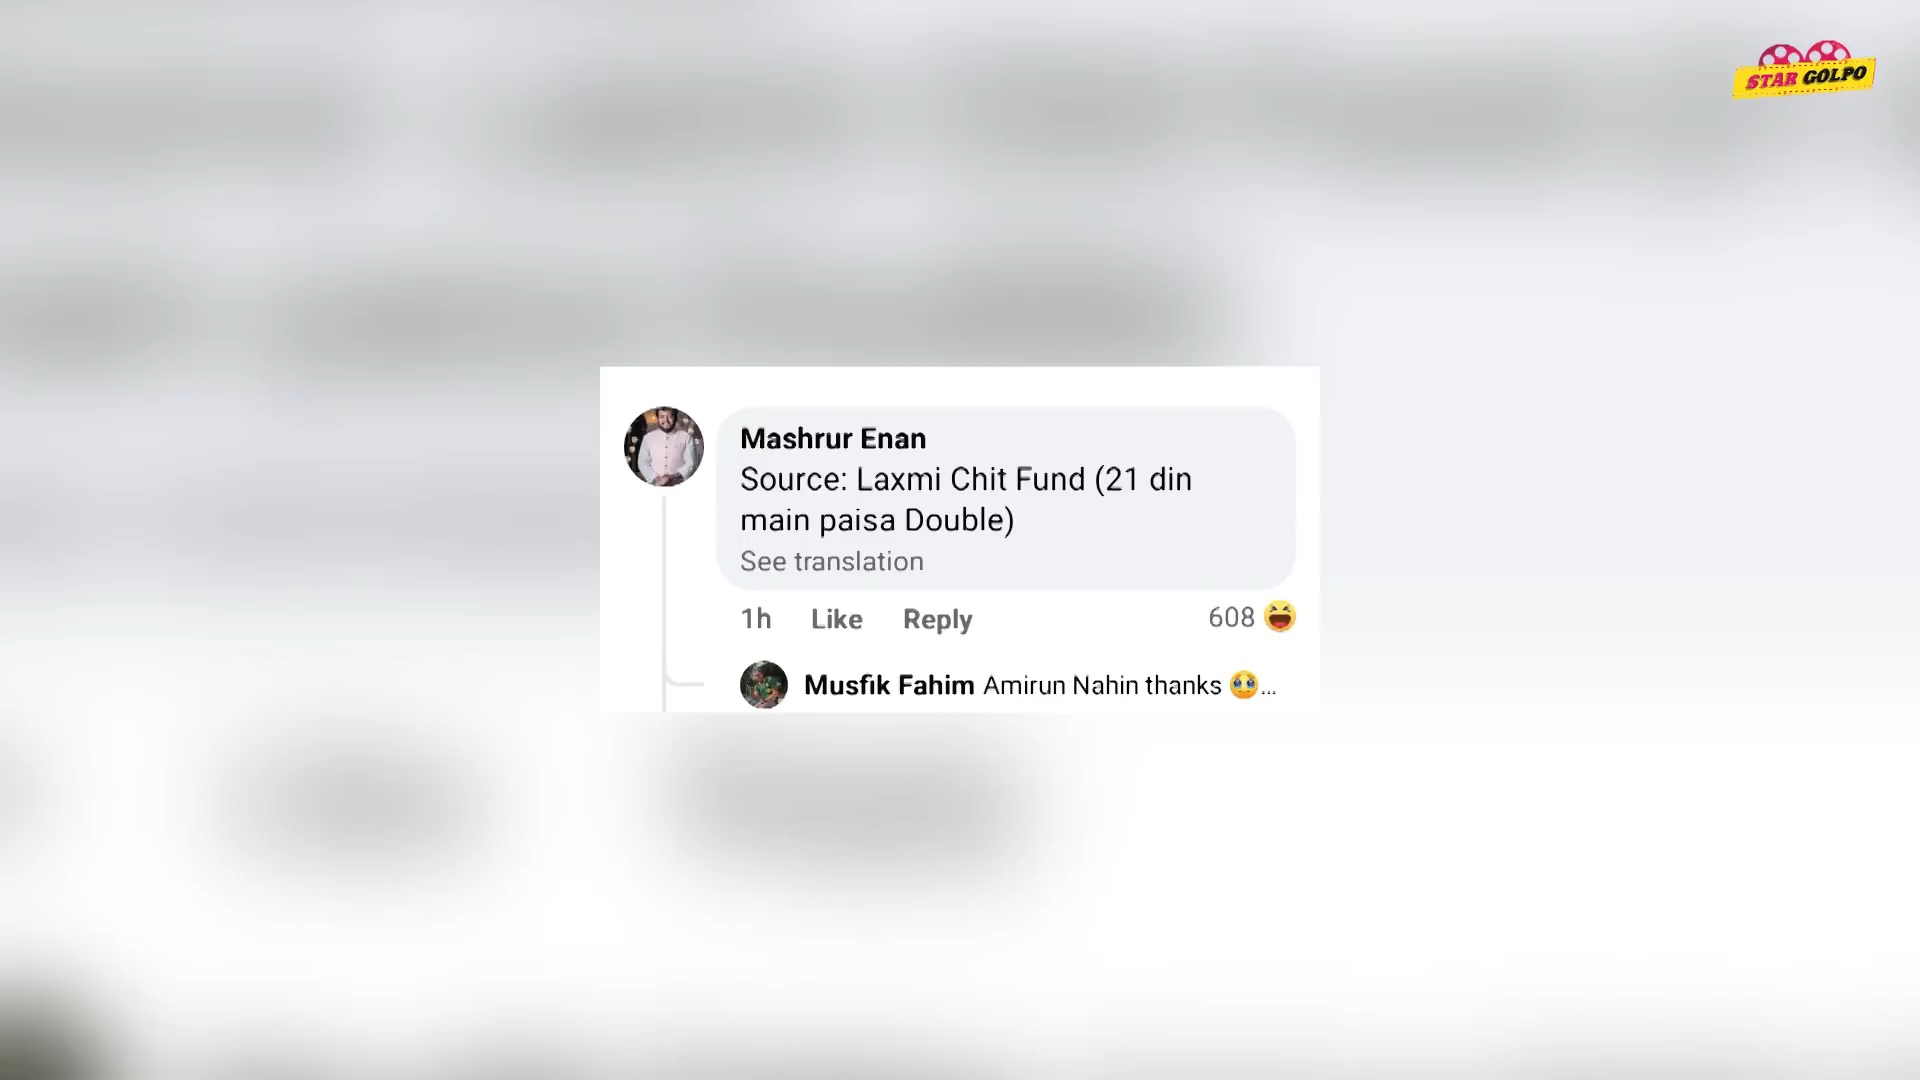 STAR GOLPO
Mashrur Enan
Source: Laxmi Chit Fund (21 din
main paisa Double)
See translation
1h Like Reply 608 😆
Musfik Fahim Amirun Nahin thanks 🥹...